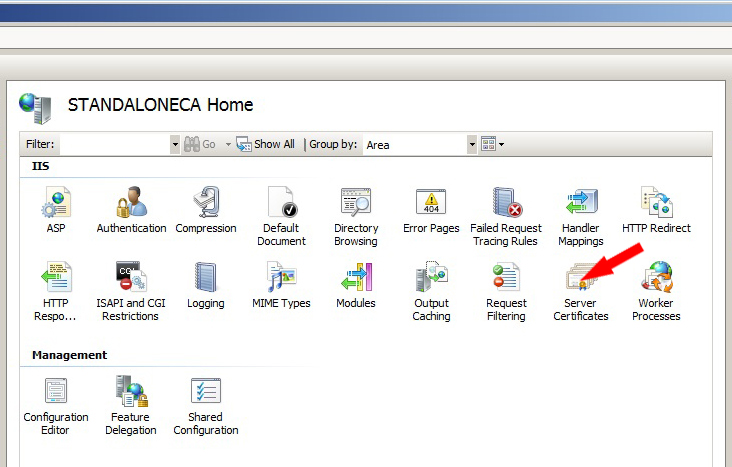 STANDALONECA Home
Filter: Go Show All Group by: Area
IIS
ASP Authentication Compression Default Document Directory Browsing Error Pages Failed Request Tracing Rules Handler Mappings HTTP Redirect
404
HTTP Respo... ISAPI and CGI Restrictions Logging MIME Types Modules Output Caching Request Filtering Server Certificates Worker Processes
Management
Configuration Editor Feature Delegation Shared Configuration